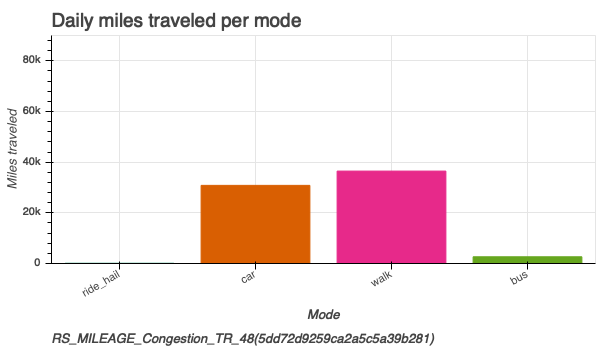 Daily miles traveled per mode
Miles traveled
80k
60k
40k
20k
0
ride_hail
car
walk
bus
Mode
RS_MILEAGE_Congestion_TR_48(5dd72d9259ca2a5c5a39b281)